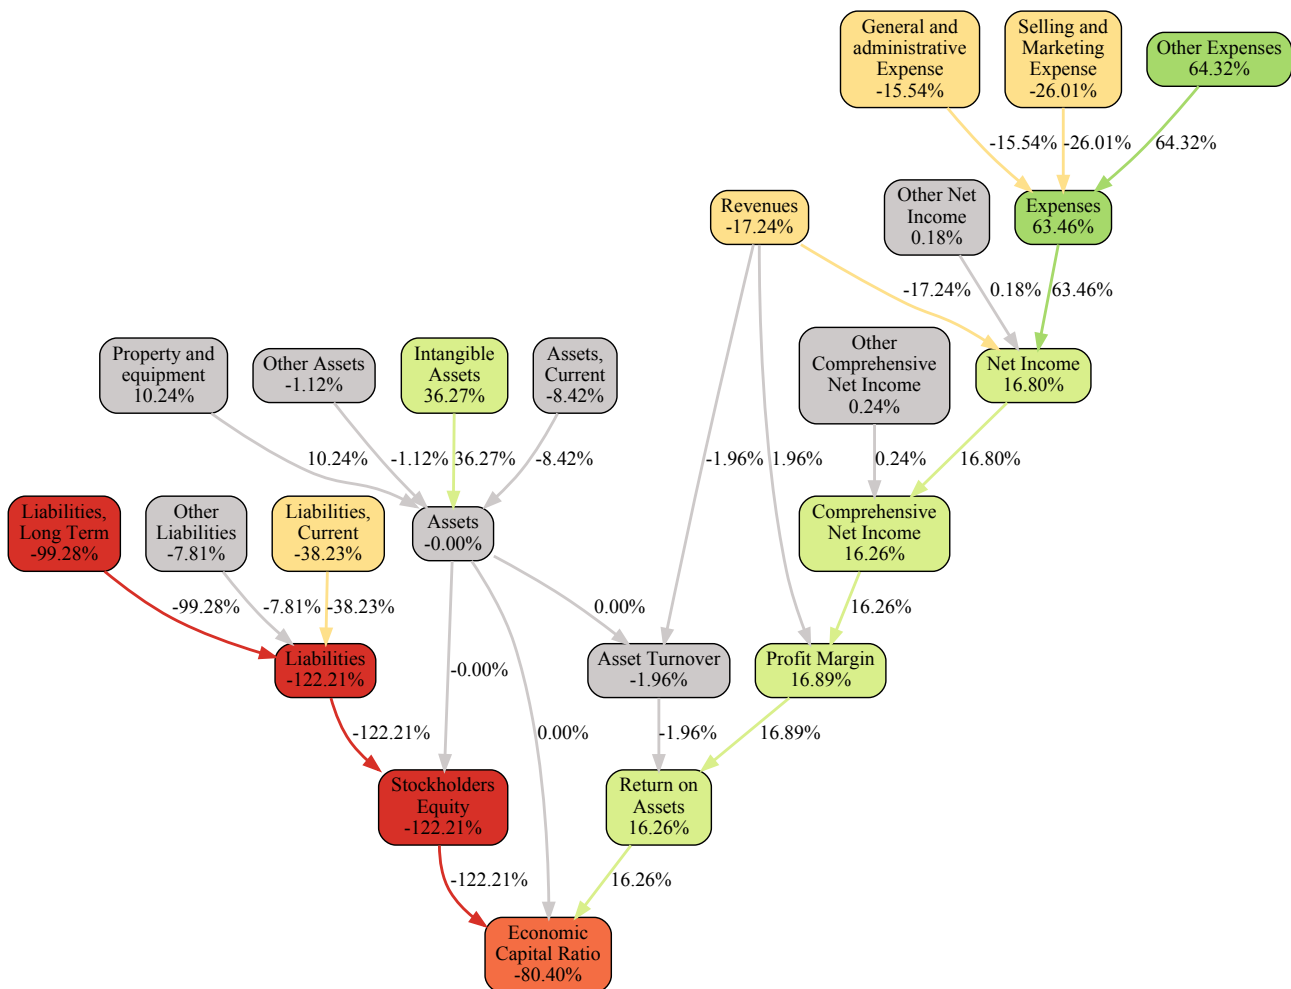 General and
administrative
Expense
-15.54%
Selling and
Marketing
Expense
-26.01%
Other Expenses
64.32%
-15.54%
-26.01%
64.32%
Revenues
-17.24%
Other Net
Income
0.18%
Expenses
63.46%
-17.24%
0.18%
63.46%
Property and
equipment
10.24%
Other Assets
-1.12%
Intangible
Assets
36.27%
Assets,
Current
-8.42%
Other
Comprehensive
Net Income
0.24%
Net Income
16.80%
10.24%
-1.12%
36.27%
-8.42%
-1.96%
1.96%
0.24%
16.80%
Liabilities,
Long Term
-99.28%
Other
Liabilities
-7.81%
Liabilities,
Current
-38.23%
Assets
-0.00%
Comprehensive
Net Income
16.26%
-99.28%
-7.81%
-38.23%
0.00%
16.26%
Liabilities
-122.21%
-0.00%
Asset Turnover
-1.96%
Profit Margin
16.89%
-122.21%
0.00%
-1.96%
16.89%
Stockholders
Equity
-122.21%
Return on
Assets
16.26%
-122.21%
16.26%
Economic
Capital Ratio
-80.40%